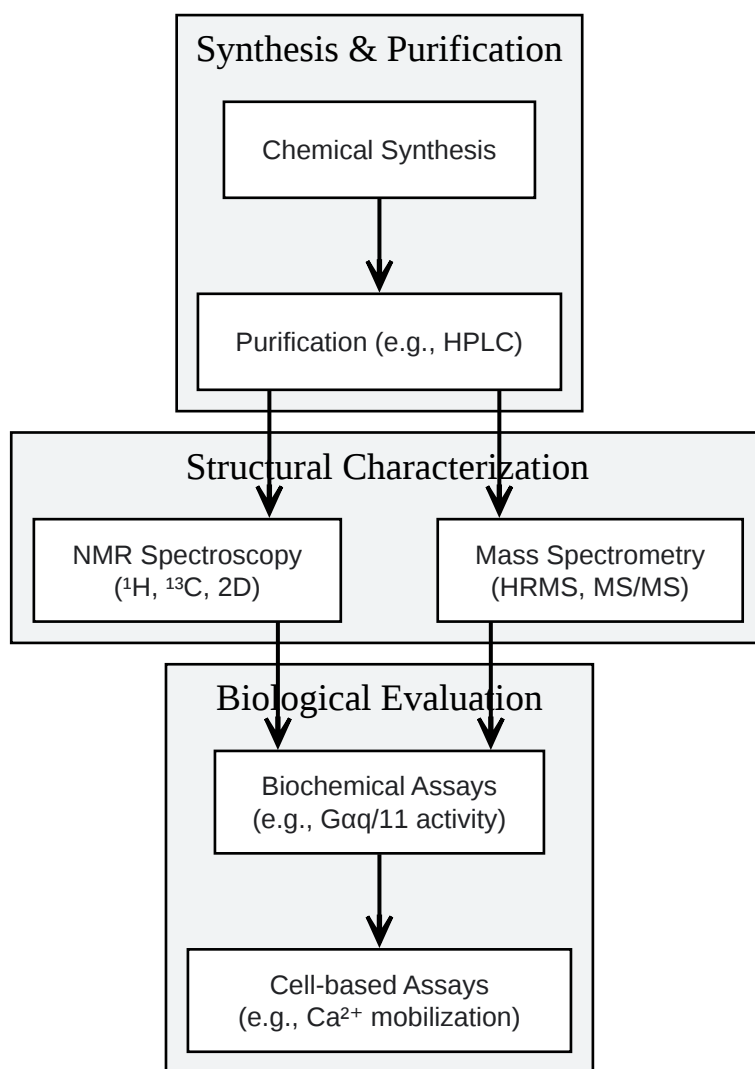 Synthesis & Purification
Chemical Synthesis
Purification (e.g., HPLC)
Structural Characterization
NMR Spectroscopy
(¹H, ¹³C, 2D)
Mass Spectrometry
(HRMS, MS/MS)
Biological Evaluation
Biochemical Assays
(e.g., Gαq/11 activity)
Cell-based Assays
(e.g., Ca²⁺ mobilization)